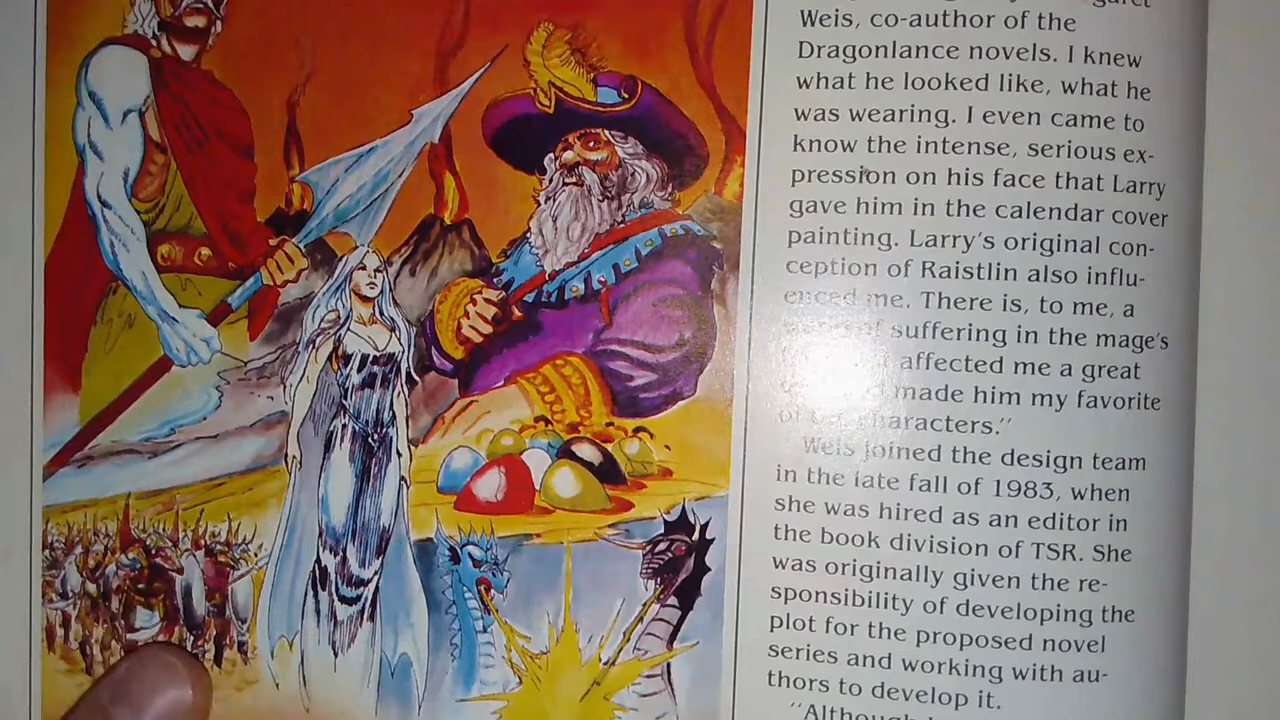 Weis, co-author of the
Dragonlance novels. I knew
what he looked like, what he
was wearing. I even came to
know the intense, serious ex-
pression on his face that Larry
gave him in the calendar cover
painting. Larry's original con-
ception of Raistlin also influ-
enced me. There is, to me, a
suffering in the mage's
affected me a great
made him my favorite
of characters."
Weis joined the design team
in the late fall of 1983, when
she was hired as an editor in
the book division of TSR. She
was originally given the re-
sponsibility of developing the
plot for the proposed novel
series and working with au-
thors to develop it.
"Although